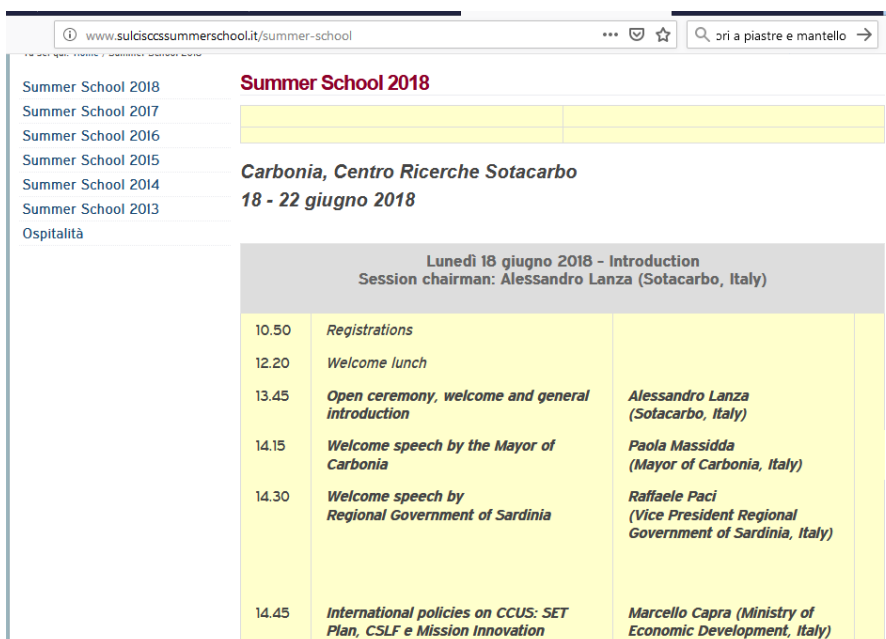 www.sulcisccssummerschool.it/summer-school
ori a piastre e mantello
Summer School 2018
Summer School 2017
Summer School 2016
Summer School 2015
Summer School 2014
Summer School 2013
Ospitalità
Summer School 2018
Carbonia, Centro Ricerche Sotacarbo
18 - 22 giugno 2018
Lunedì 18 giugno 2018 - Introduction
Session chairman: Alessandro Lanza (Sotacarbo, Italy)
10.50 Registrations
12.20 Welcome lunch
13.45 Open ceremony, welcome and general Alessandro Lanza
introduction (Sotacarbo, Italy)
14.15 Welcome speech by the Mayor of Paola Massidda
Carbonia (Mayor of Carbonia, Italy)
14.30 Welcome speech by Raffaele Paci
Regional Government of Sardinia (Vice President Regional
Government of Sardinia, Italy)
14.45 International policies on CCUS: SET Marcello Capra (Ministry of
Plan, CSLF e Mission Innovation Economic Development, Italy)